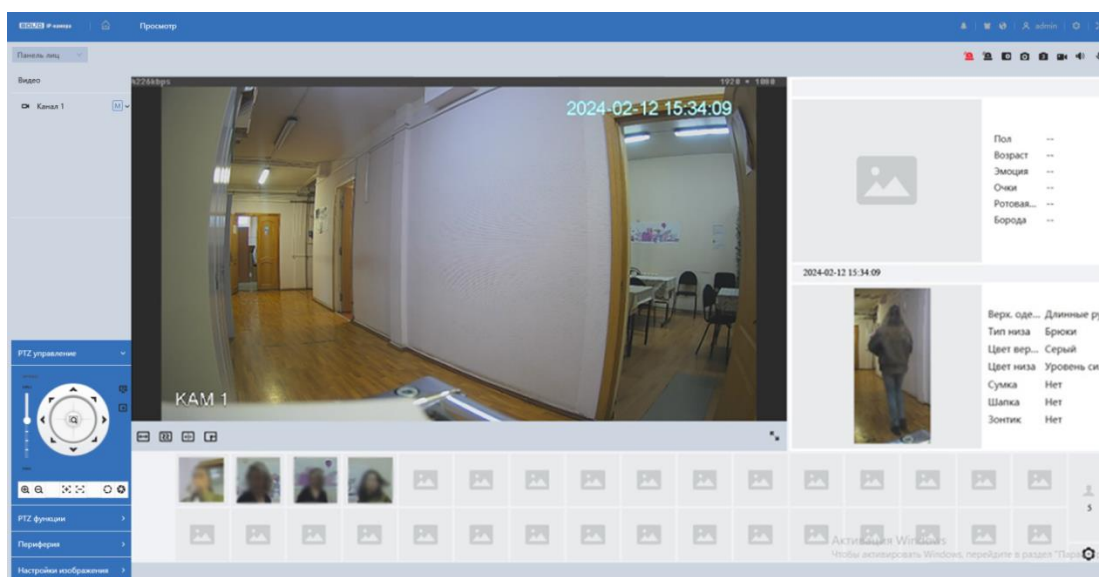 BOLID IP-камера
Просмотр
admin
Панель лиц
Видео
Канал 1
M
4226kbps
1920 * 1080
2024-02-12 15:34:09
КАМ 1
Пол --
Возраст --
Эмоция --
Очки --
Ротовая... --
Борода --
2024-02-12 15:34:09
Верх. оде... Длинные ру
Тип низа Брюки
Цвет вер... Серый
Цвет низа Уровень си
Сумка Нет
Шапка Нет
Зонтик Нет
PTZ управление
PTZ функции
Периферия
Настройки изображения
5
Активация Windows
Чтобы активировать Windows, перейдите в раздел "Пар